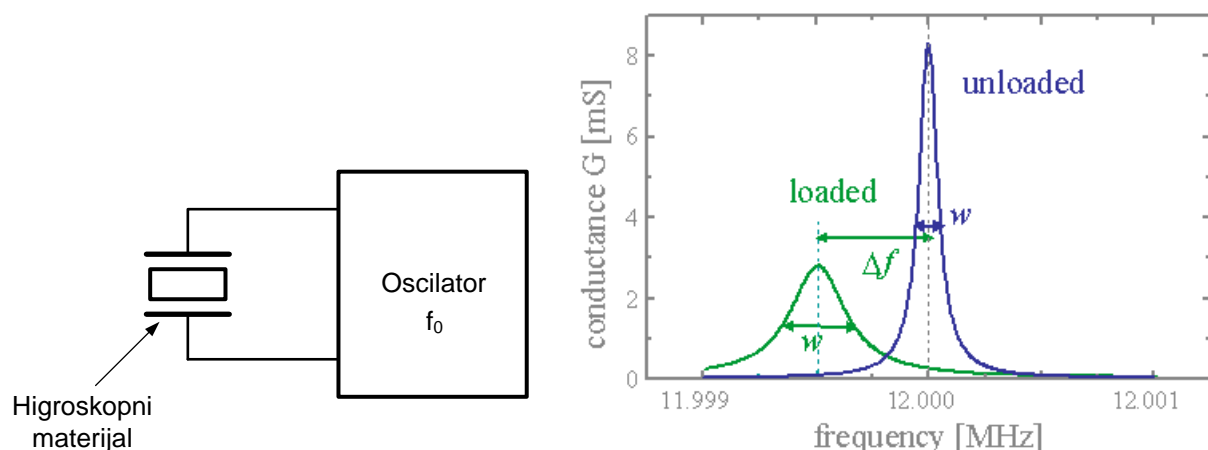 Oscilator
f₀
Higroskopni
materijal
conductance G [mS]
8
6
4
2
0
unloaded
loaded
w
Δf
w
11.999
12.000
12.001
frequency [MHz]